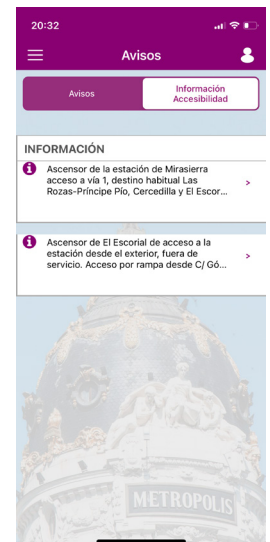 20:32
Avisos
Avisos
Información
Accesibilidad
INFORMACIÓN
Ascensor de la estación de Mirasierra
acceso a vía 1, destino habitual Las
Rozas-Príncipe Pío, Cercedilla y El Escor...
Ascensor de El Escorial de acceso a la
estación desde el exterior, fuera de
servicio. Acceso por rampa desde C/ Gó...
METROPOLIS